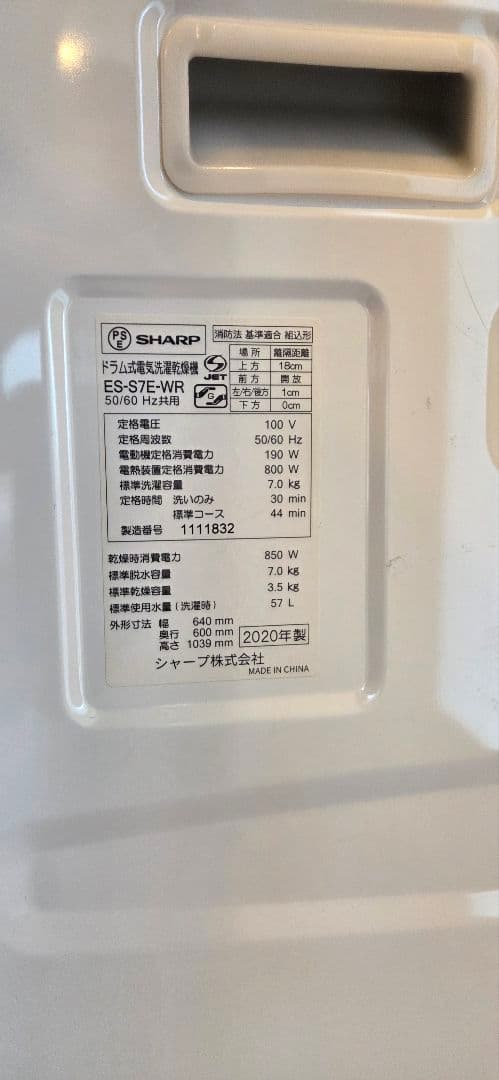 PS E SHARP
消防法 基準適合 組込形
ドラム式電気洗濯乾燥機
ES-S7E-WR
50/60 Hz共用
JET
G
場所 離隔距離
上方 18cm
前方 開放
左/右/後方 1cm
下方 0cm
定格電圧 100 V
定格周波数 50/60 Hz
電動機定格消費電力 190 W
電熱装置定格消費電力 800 W
標準洗濯容量 7.0 kg
定格時間 洗いのみ 30 min
標準コース 44 min
製造番号 1111832
乾燥時消費電力 850 W
標準脱水容量 7.0 kg
標準乾燥容量 3.5 kg
標準使用水量(洗濯時) 57 L
外形寸法 幅 640 mm
奥行 600 mm
高さ 1039 mm
2020年製
シャープ株式会社
MADE IN CHINA